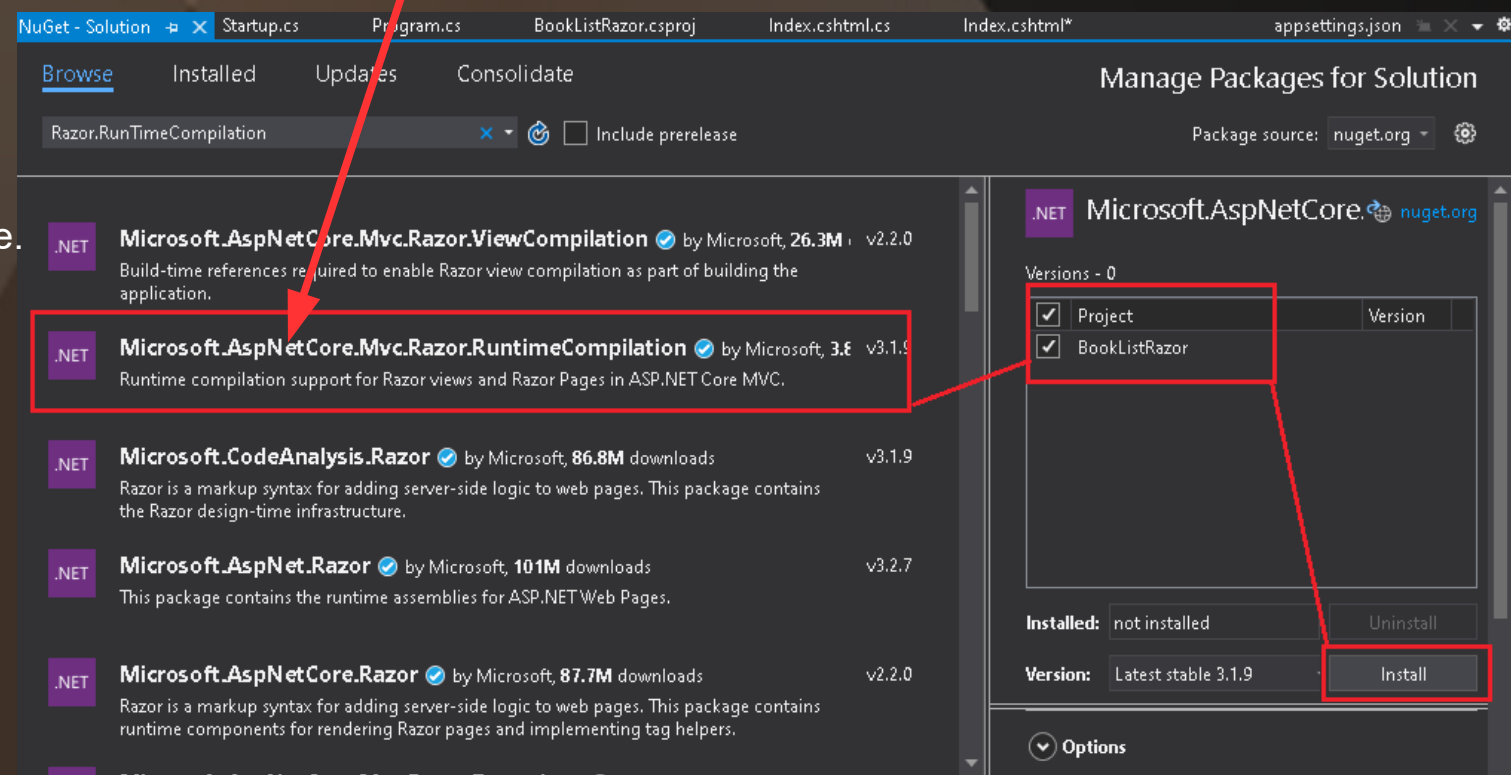 NuGet - Solution Startup.cs Program.cs BookListRazor.csproj Index.cshtml.cs Index.cshtml* appsettings.json
Browse Installed Updates Consolidate
Manage Packages for Solution
Razor.RunTimeCompilation
Include prerelease
Package source: nuget.org
e.
.NET
Microsoft.AspNetCore.Mvc.Razor.ViewCompilation by Microsoft, 26.3M v2.2.0
Build-time references required to enable Razor view compilation as part of building the
application.
.NET
Microsoft.AspNetCore.Mvc.Razor.RuntimeCompilation by Microsoft, 3.8 v3.1.9
Runtime compilation support for Razor views and Razor Pages in ASP.NET Core MVC.
.NET
Microsoft.CodeAnalysis.Razor by Microsoft, 86.8M downloads v3.1.9
Razor is a markup syntax for adding server-side logic to web pages. This package contains
the Razor design-time infrastructure.
.NET
Microsoft.AspNet.Razor by Microsoft, 101M downloads v3.2.7
This package contains the runtime assemblies for ASP.NET Web Pages.
.NET
Microsoft.AspNetCore.Razor by Microsoft, 87.7M downloads v2.2.0
Razor is a markup syntax for adding server-side logic to web pages. This package contains
runtime components for rendering Razor pages and implementing tag helpers.
.NET
Microsoft.AspNetCore. nuget.org
Versions - 0
Project Version
BookListRazor
Installed: not installed Uninstall
Version: Latest stable 3.1.9 Install
Options